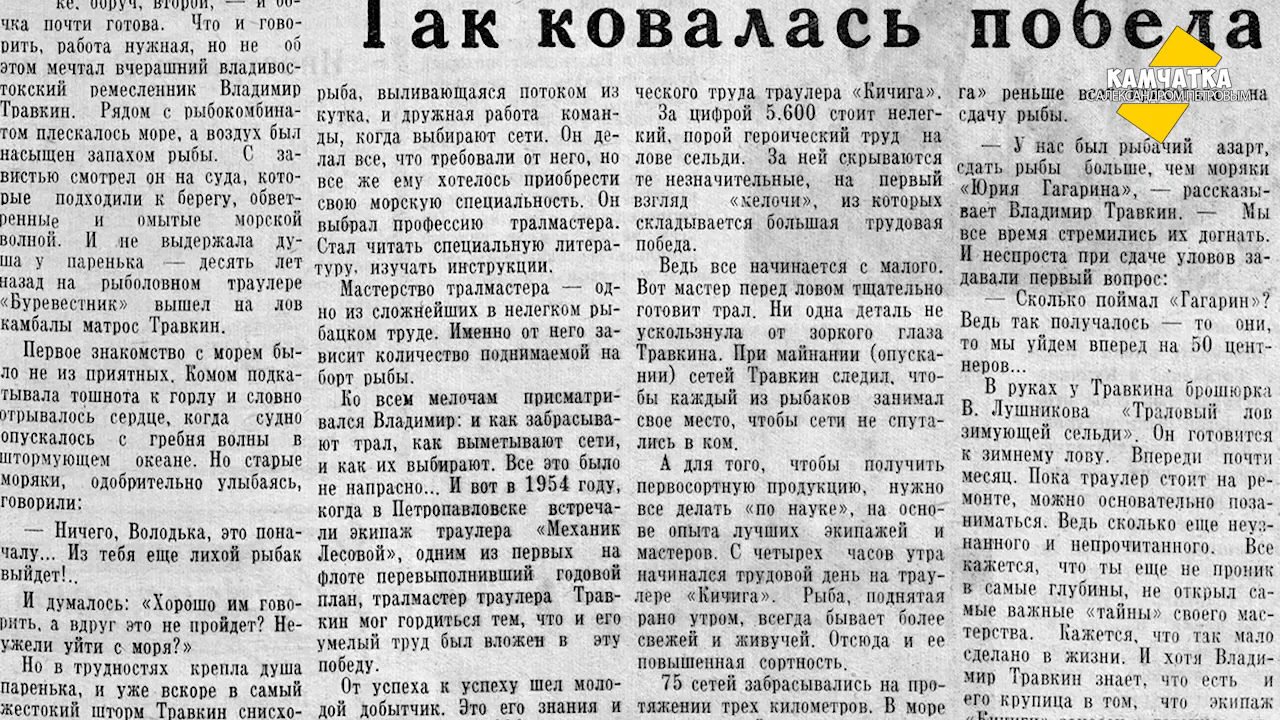 Так ковалась победа
КАМЧАТКА
С АЛЕКСАНДРОМ ПЕТРОВЫМ
ке, обруч, второй, — и бо-
чка почти готова. Что и гово-
рить, работа нужная, но не об
этом мечтал вчерашний владивос-
токский ремесленник Владимир
Травкин. Рядом с рыбокомбина-
том плескалось море, а воздух был
насыщен запахом рыбы. С за-
вистью смотрел он на суда, кото-
рые подходили к берегу, обвет-
ренные и омытые морской
волной. И не выдержала ду-
ша у паренька — десять лет
назад на рыболовном траулере
«Буревестник» вышел на лов
камбалы матрос Травкин.
Первое знакомство с морем бы-
ло не из приятных. Комом подка-
тывала тошнота к горлу и словно
отрывалось сердце, когда судно
опускалось с гребня волны в
штормующем океане. Но старые
моряки, одобрительно улыбаясь,
говорили:
— Ничего, Володька, это пона-
чалу... Из тебя еще лихой рыбак
выйдет!..
И думалось: «Хорошо им гово-
рить, а вдруг это не пройдет? Не-
ужели уйти с моря?»
Но в трудностях крепла душа
паренька, и уже вскоре в самый
жестокий шторм Травкин снисхо-
рыба, выливающаяся потоком из
кутка, и дружная работа коман-
ды, когда выбирают сети. Он де-
лал все, что требовали от него, но
все же ему хотелось приобрести
свою морскую специальность. Он
выбрал профессию тралмастера.
Стал читать специальную литера-
туру, изучать инструкции.
Мастерство тралмастера — од-
но из сложнейших в нелегком ры-
бацком труде. Именно от него за-
висит количество поднимаемой на
борт рыбы.
Ко всем мелочам присматри-
вался Владимир: и как забрасыва-
ют трал, как выметывают сети,
и как их выбирают. Все это было
не напрасно... И вот в 1954 году,
когда в Петропавловске встреча-
ли экипаж траулера «Механик
Лесовой», одним из первых на
флоте перевыполнивший годовой
план, тралмастер траулера Трав-
кин мог гордиться тем, что и его
умелый труд был вложен в эту
победу.
От успеха к успеху шел моло-
дой добытчик. Это его знания и
ческого труда траулера «Кичига».
За цифрой 5.600 стоит нелег-
кий, порой героический труд на
лове сельди. За ней скрываются
те незначительные, на первый
взгляд «мелочи», из которых
складывается большая трудовая
победа.
Ведь все начинается с малого.
Вот мастер перед ловом тщательно
готовит трал. Ни одна деталь не
ускользнула от зоркого глаза
Травкина. При майнании (опуска-
нии) сетей Травкин следил, что-
бы каждый из рыбаков занимал
свое место, чтобы сети не спута-
лись в ком.
А для того, чтобы получить
первосортную продукцию, нужно
все делать «по науке», на осно-
ве опыта лучших экипажей и
мастеров. С четырех часов утра
начинался трудовой день на трау-
лере «Кичига». Рыба, поднятая
рано утром, всегда бывает более
свежей и живучей. Отсюда и ее
повышенная сортность.
75 сетей забрасывались на про-
тяжении трех километров. В море
га» реньше на
сдачу рыбы.
— У нас был рыбачий азарт,
сдать рыбы больше, чем моряки
«Юрия Гагарина», — рассказы-
вает Владимир Травкин. — Мы
все время стремились их догнать.
И неспроста при сдаче уловов за-
давали первый вопрос:
— Сколько поймал «Гагарин»?
Ведь так получалось — то они,
то мы уйдем вперед на 50 цент-
неров...
В руках у Травкина брошюрка
В. Лушникова «Траловый лов
зимующей сельди». Он готовится
к зимнему лову. Впереди почти
месяц. Пока траулер стоит на ре-
монте, можно основательно поза-
ниматься. Ведь сколько еще неуз-
нанного и непрочитанного. Все
кажется, что ты еще не проник
в самые глубины, не открыл са-
мые важные «тайны» своего мас-
терства. Кажется, что так мало
сделано в жизни. И хотя Влади-
мир Травкин знает, что есть и
его крупица в том, что экипаж